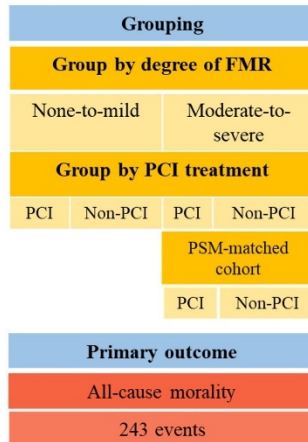 Grouping
Group by degree of FMR
None-to-mild
Moderate-to-
severe
Group by PCI treatment
PCI
Non-PCI
PCI
Non-PCI
PSM-matched
cohort
PCI
Non-PCI
Primary outcome
All-cause morality
243 events